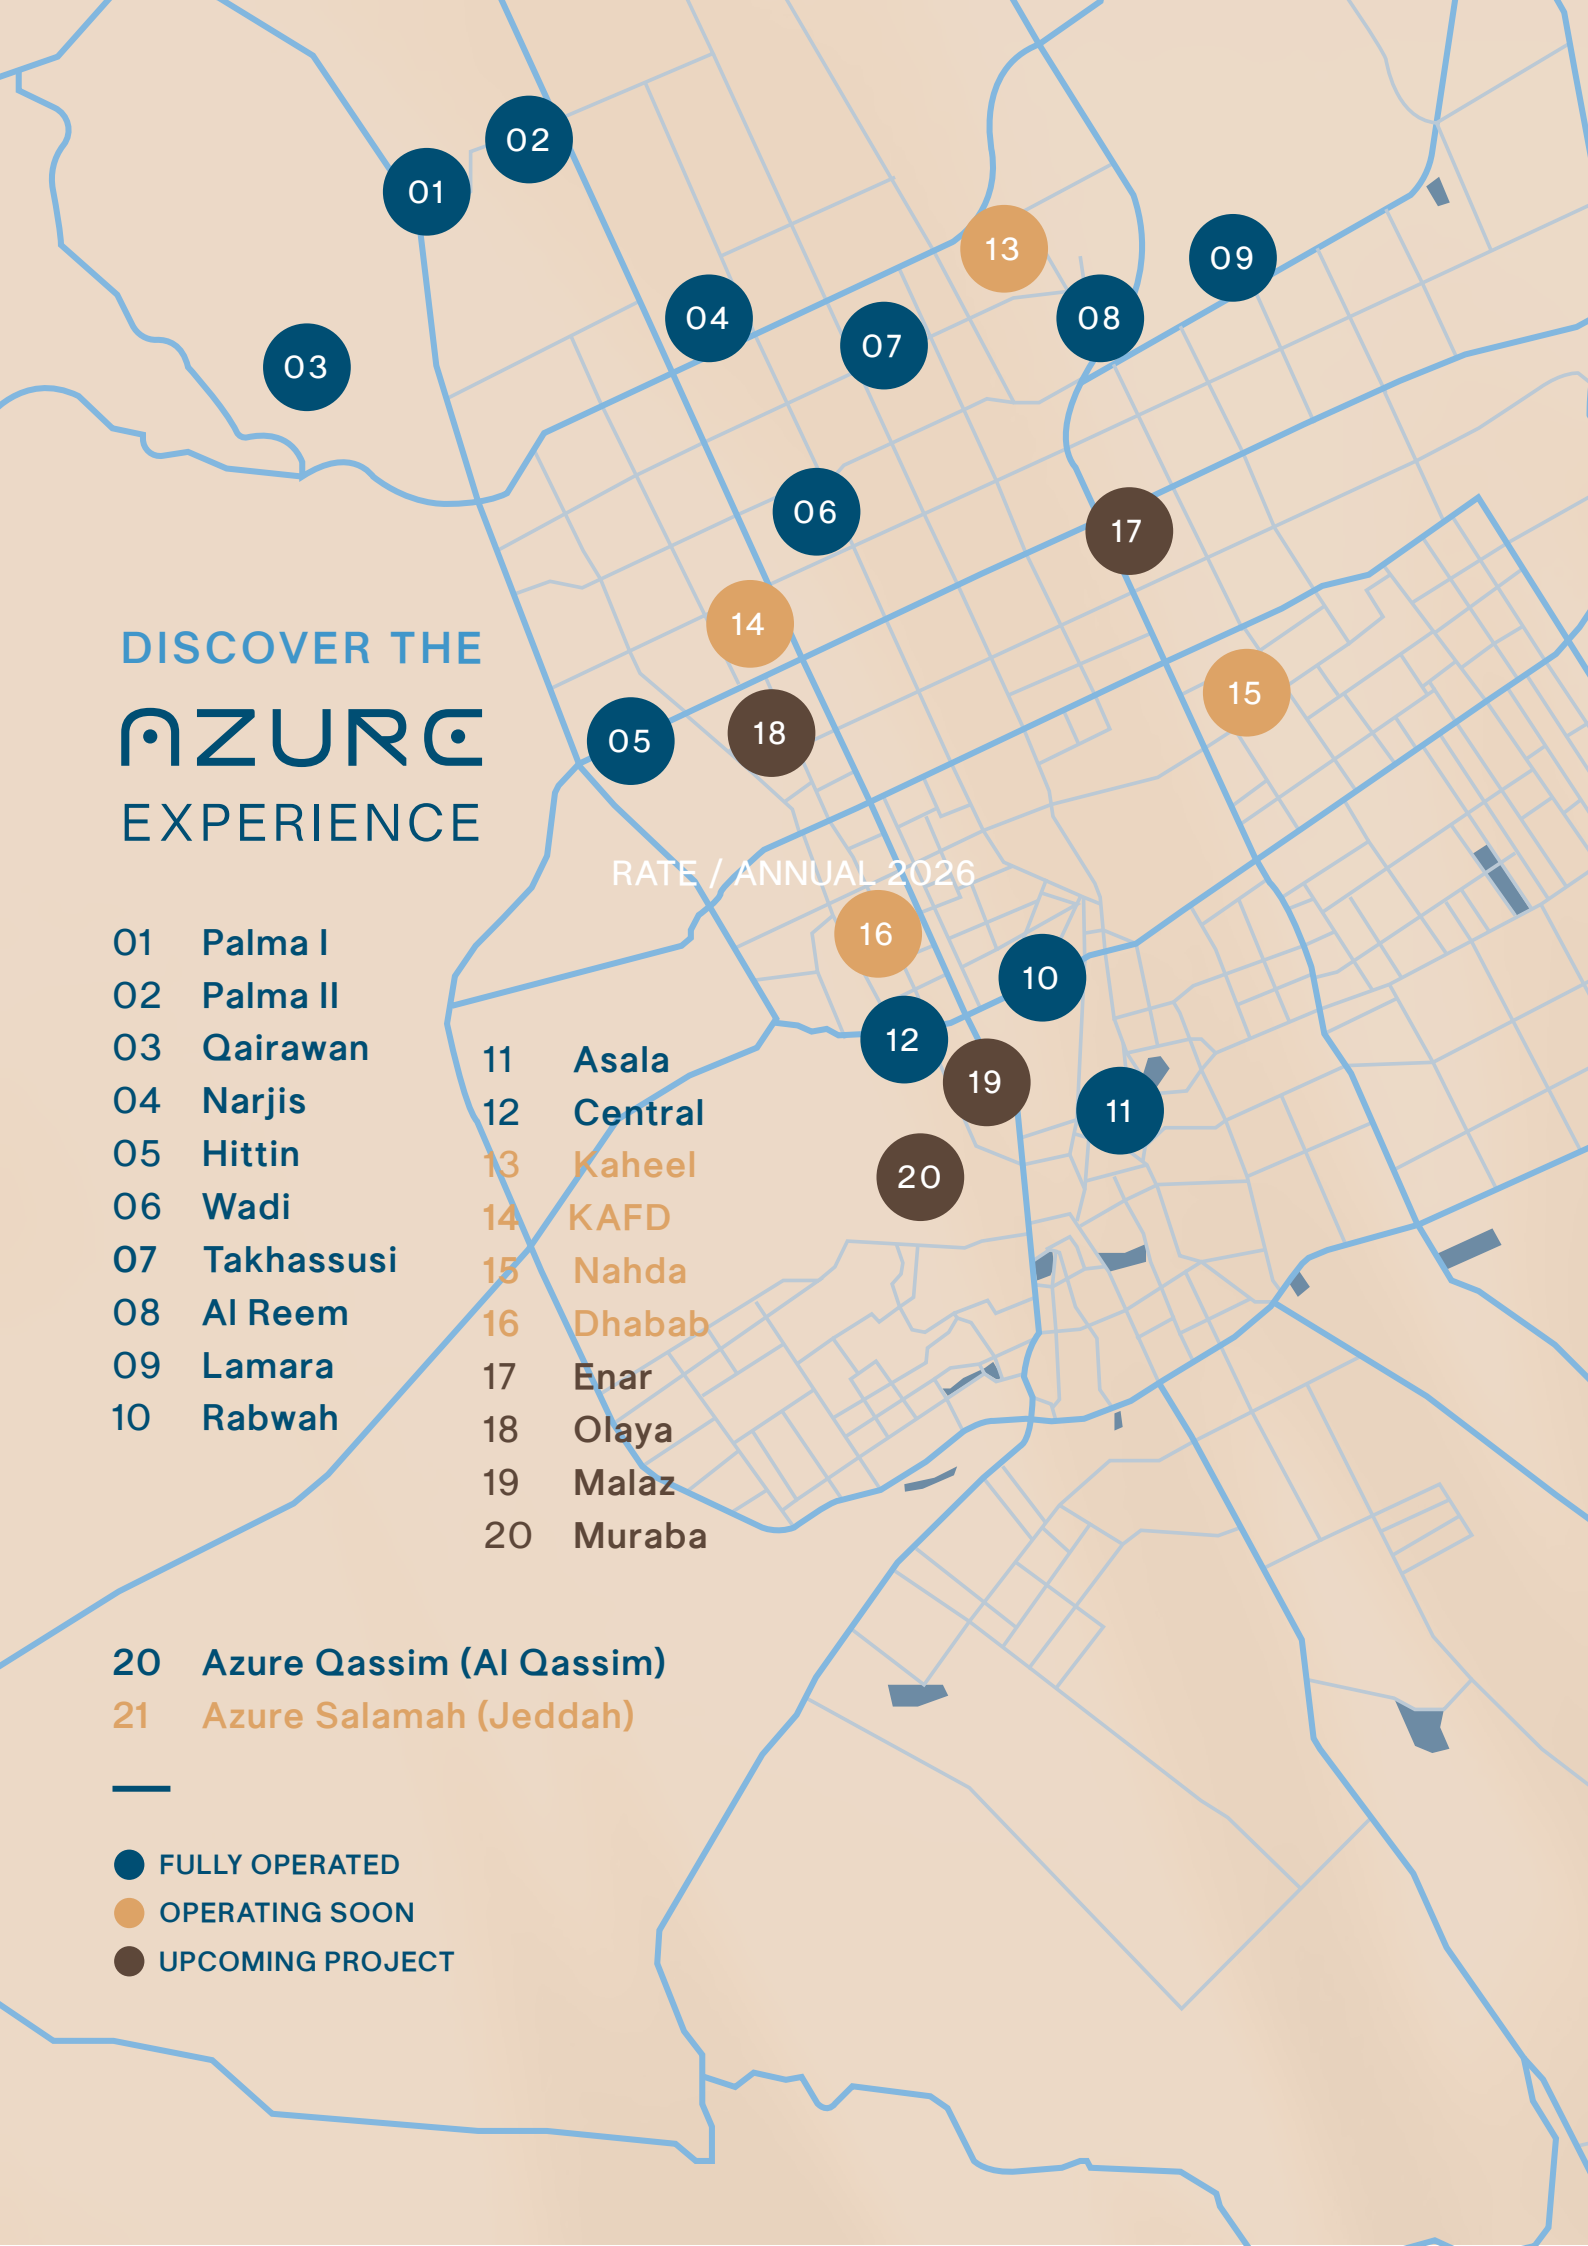 02
01
13
09
04
08
07
03
06
17
14
15
18
05
DISCOVER THE
AZURE
EXPERIENCE
RATE / ANNUAL 2026
16
10
12
19
11
20
01 Palma I
02 Palma II
03 Qairawan
04 Narjis
05 Hittin
06 Wadi
07 Takhassusi
08 Al Reem
09 Lamara
10 Rabwah
11 Asala
12 Central
13 Kaheel
14 KAFD
15 Nahda
16 Dhabab
17 Enar
18 Olaya
19 Malaz
20 Muraba
20 Azure Qassim (Al Qassim)
21 Azure Salamah (Jeddah)
FULLY OPERATED
OPERATING SOON
UPCOMING PROJECT